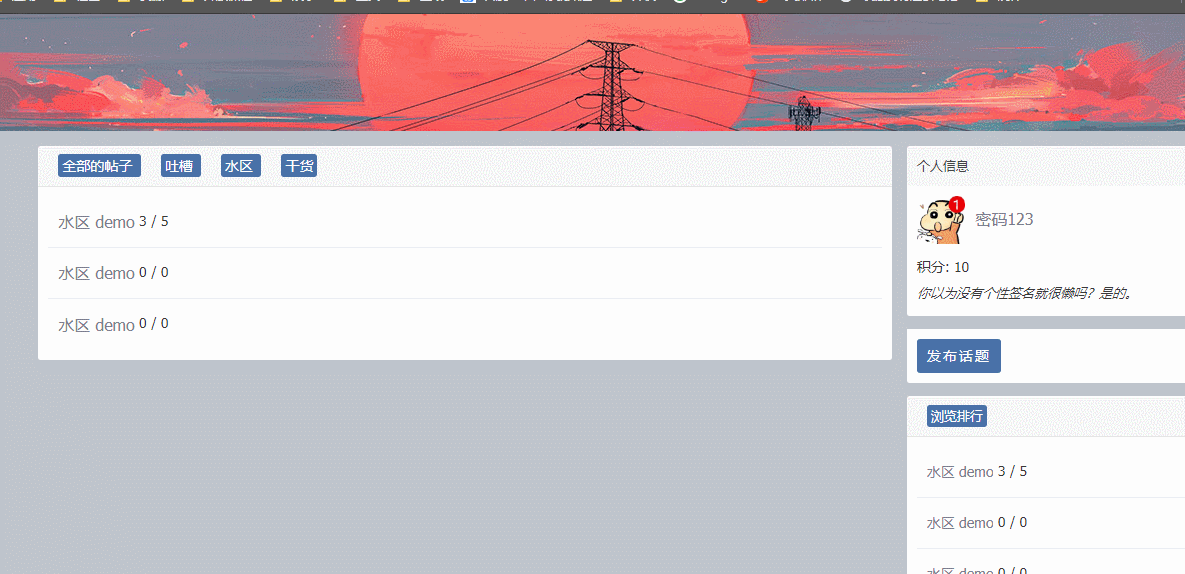 全部的帖子 吐槽 水区 干货
水区 demo 3 / 5
水区 demo 0 / 0
水区 demo 0 / 0
个人信息
1
密码123
积分: 10
你以为没有个性签名就很懒吗？是的。
发布话题
浏览排行
水区 demo 3 / 5
水区 demo 0 / 0
水区 demo 0 / 0